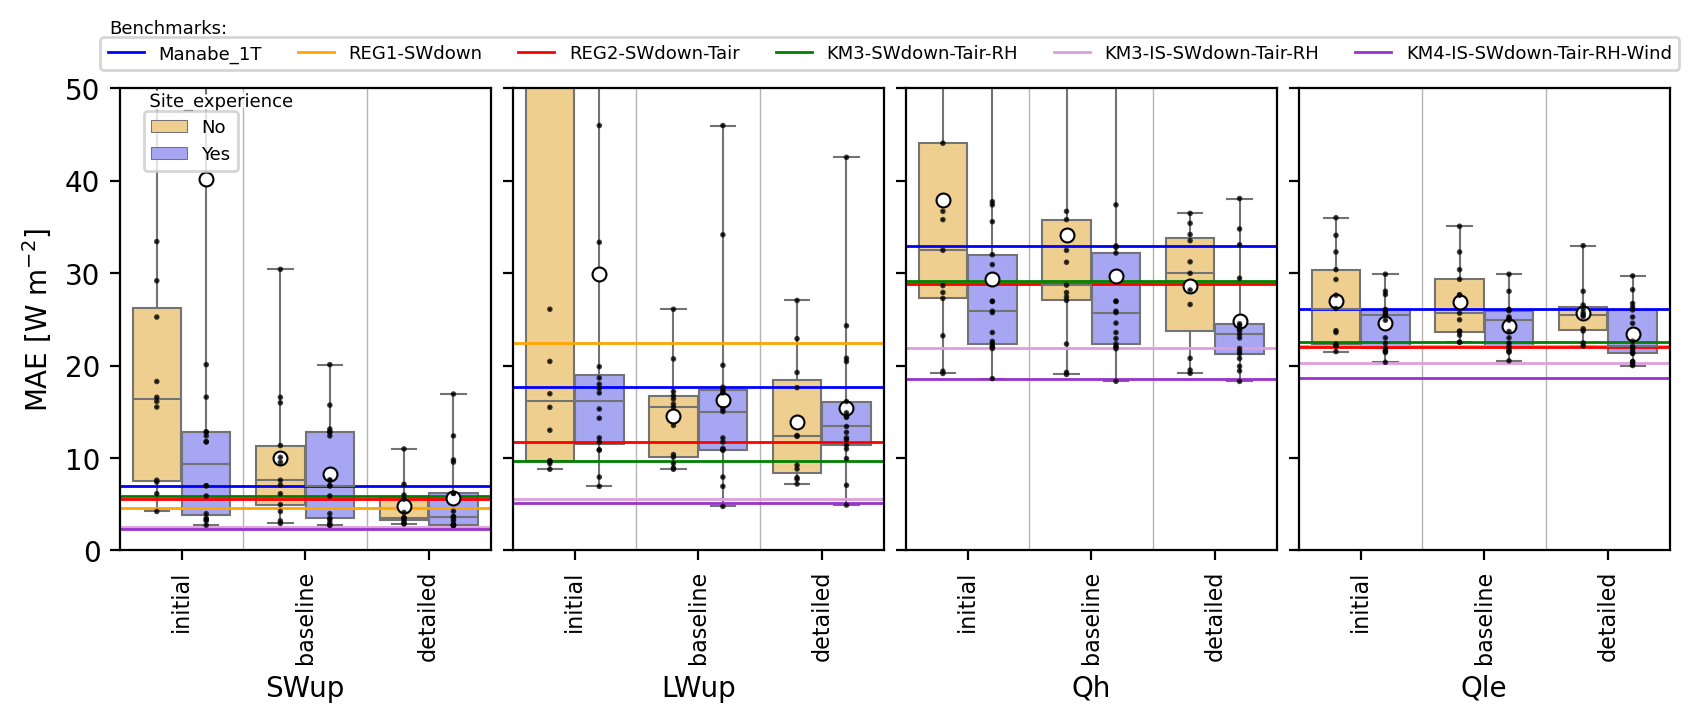 Benchmarks:
Manabe_1T REG1-SWdown REG2-SWdown-Tair KM3-SWdown-Tair-RH KM3-IS-SWdown-Tair-RH KM4-IS-SWdown-Tair-RH-Wind
Site_experience
No
Yes
MAE [W m⁻²]
50
40
30
20
10
0
initial baseline detailed initial baseline detailed initial baseline detailed initial baseline detailed
SWup LWup Qh Qle